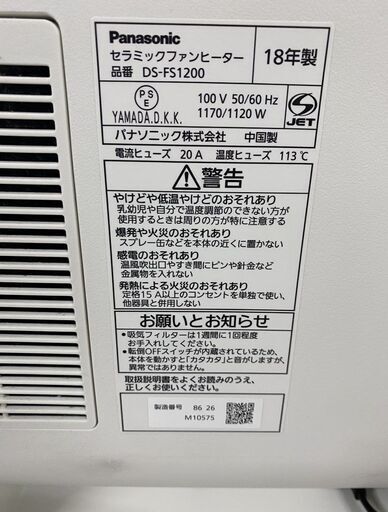 Panasonic
セラミックファンヒーター
品番 DS-FS1200
18年製
PS
E
YAMADA.D.K.K.
100 V 50/60 Hz
1170/1120 W
S
JET
パナソニック株式会社 中国製
電流ヒューズ 20 A 温度ヒューズ 113 ℃
警告
やけどや低温やけどのおそれあり
乳幼児や自分で温度調節のできない方が
使用するときは周りの方が特に注意する
爆発や火災のおそれあり
スプレー缶などを本体の近くに置かない
感電のおそれあり
温風吹出口やすき間にピンや針金など
金属物を入れない
発熱による火災のおそれあり
定格15 A以上のコンセントを単独で使い、
他器具と併用しない
お願いとお知らせ
•吸気フィルターは1週間に1回程度
お手入れしてください。
•転倒OFFスイッチが内蔵されているため、
本体を動かすと「カタカタ」と音がしますが、
異常ではありません。
取扱説明書をよくお読みのうえ、
正しくお使いください。
製造番号 86 26
M10575